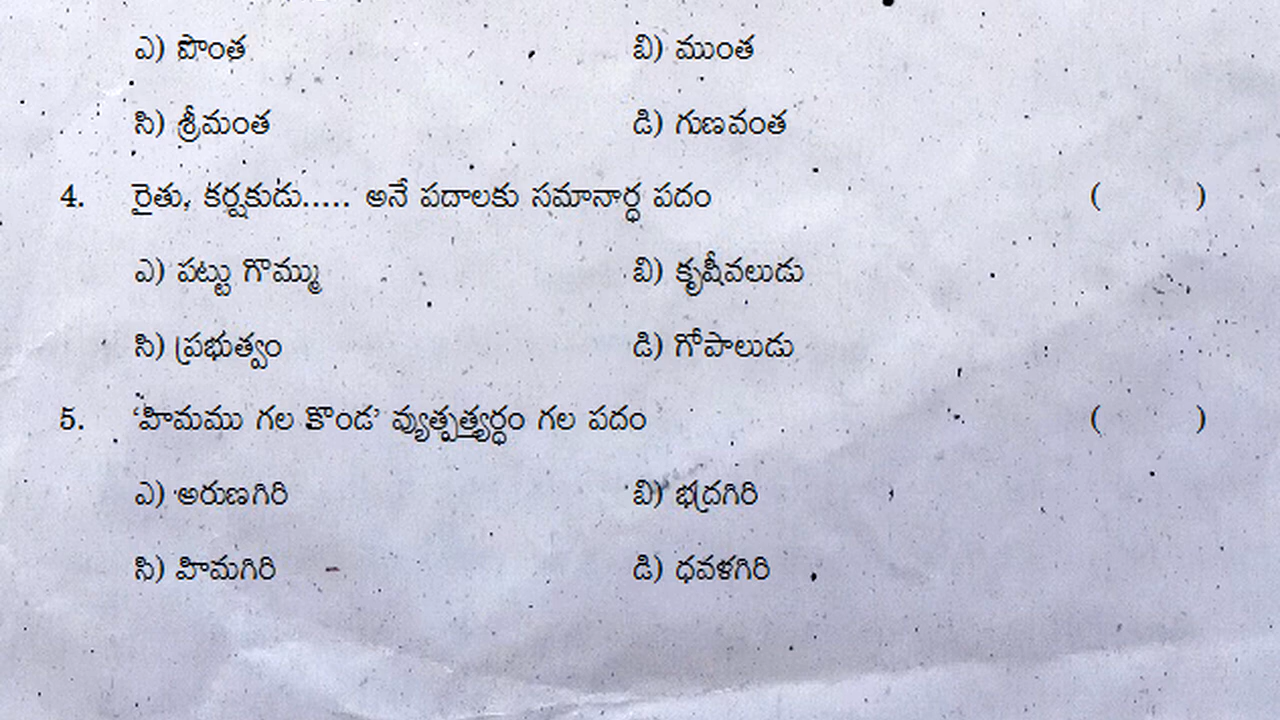 ఎ) పొంత బి) ముంత
సి) శ్రీమంత డి) గుణవంత
4. రైతు, కర్షకుడు..... అనే పదాలకు సమానార్ధ పదం ( )
ఎ) పట్టు గొమ్ము బి) కృషీవలుడు
సి) ప్రభుత్వం డి) గోపాలుడు
5. ‘హిమము గల కొండ’ వ్యుత్పత్త్యర్ధం గల పదం ( )
ఎ) అరుణగిరి బి) భద్రగిరి
సి) హిమగిరి డి) ధవళగిరి